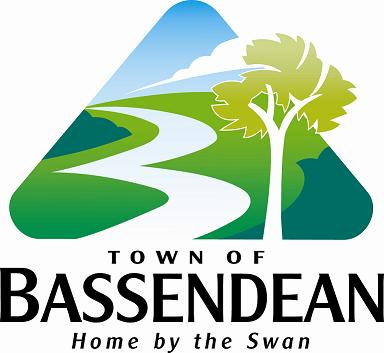 TOWN OF
BASSENDEAN
Home by the Swan